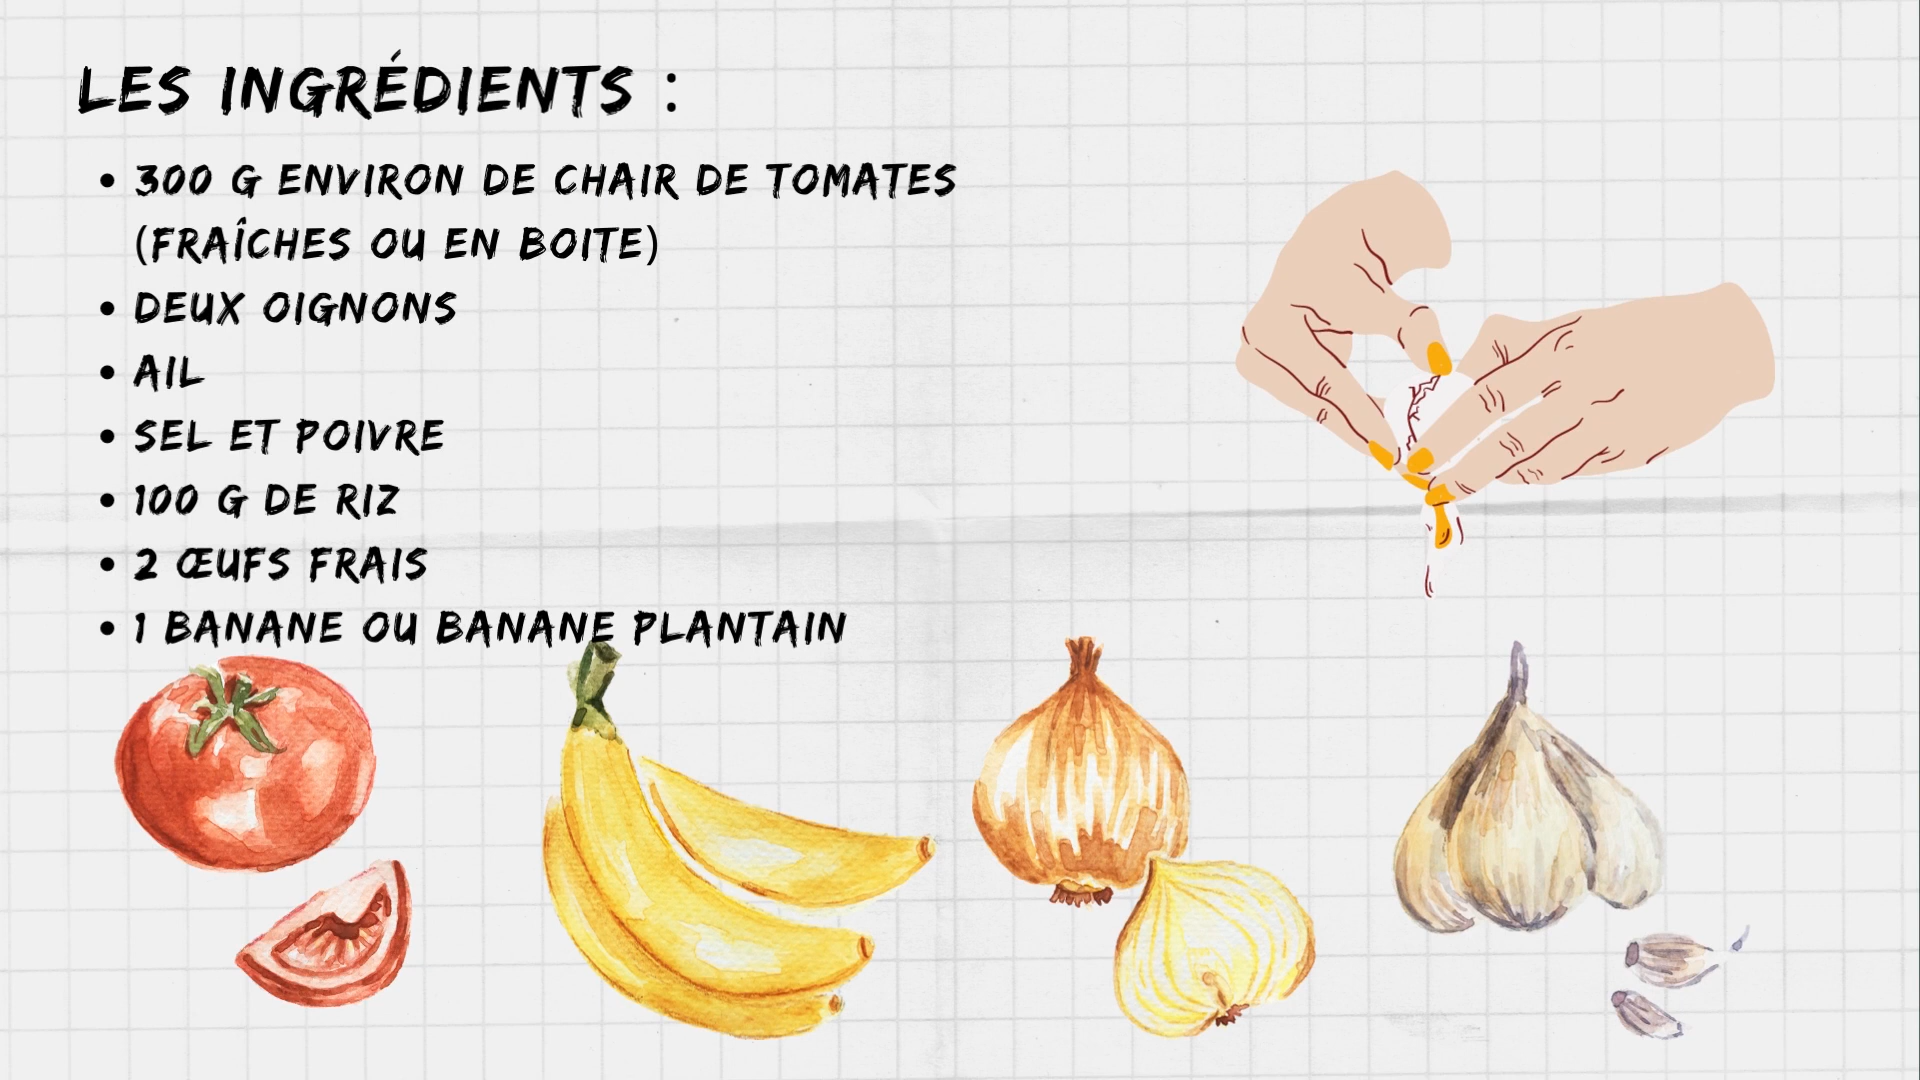 LES INGRÉDIENTS :
• 300 G ENVIRON DE CHAIR DE TOMATES
(FRAÎCHES OU EN BOITE)
• DEUX OIGNONS
• AIL
• SEL ET POIVRE
• 100 G DE RIZ
• 2 ŒUFS FRAIS
• 1 BANANE OU BANANE PLANTAIN